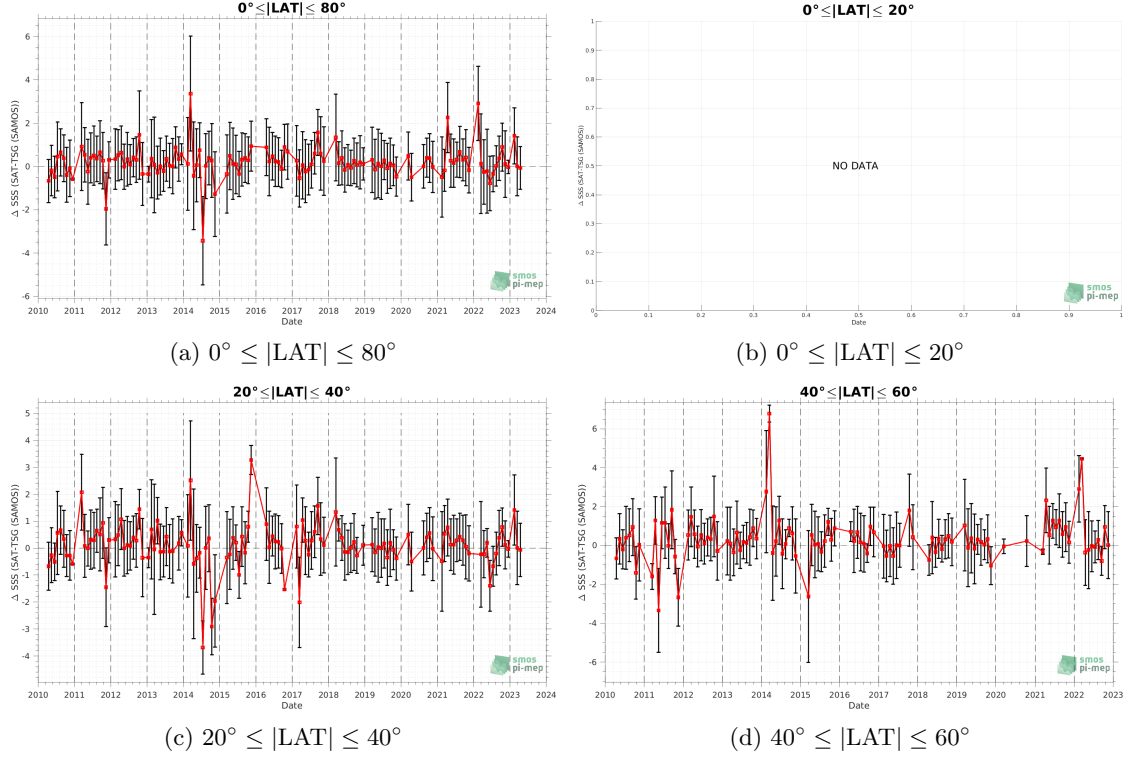 0°≤|LAT|≤ 80°
Δ SSS (SAT-TSG (SAMOS))
6
4
2
0
-2
-4
-6
2010 2011 2012 2013 2014 2015 2016 2017 2018 2019 2020 2021 2022 2023 2024
Date
smos
pi-mep
(a) 0° ≤ |LAT| ≤ 80°
0°≤|LAT|≤ 20°
Δ SSS (SAT-TSG (SAMOS))
1
0.9
0.8
0.7
0.6
0.5
0.4
0.3
0.2
0.1
0
NO DATA
0 0.1 0.2 0.3 0.4 0.5 0.6 0.7 0.8 0.9 1
Date
smos
pi-mep
(b) 0° ≤ |LAT| ≤ 20°
20°≤|LAT|≤ 40°
Δ SSS (SAT-TSG (SAMOS))
5
4
3
2
1
0
-1
-2
-3
-4
2010 2011 2012 2013 2014 2015 2016 2017 2018 2019 2020 2021 2022 2023 2024
Date
smos
pi-mep
(c) 20° ≤ |LAT| ≤ 40°
40°≤|LAT|≤ 60°
Δ SSS (SAT-TSG (SAMOS))
6
4
2
0
-2
-4
-6
2010 2011 2012 2013 2014 2015 2016 2017 2018 2019 2020 2021 2022 2023
Date
smos
pi-mep
(d) 40° ≤ |LAT| ≤ 60°